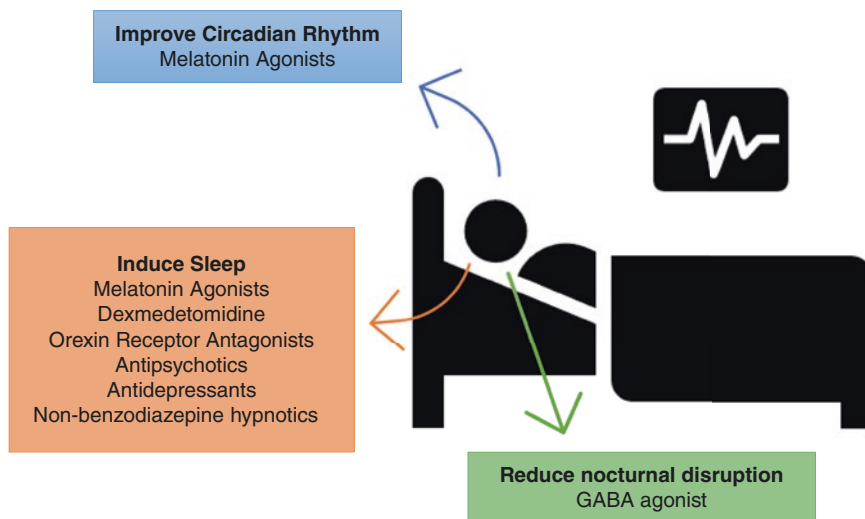 Improve Circadian Rhythm
Melatonin Agonists
Induce Sleep
Melatonin Agonists
Dexmedetomidine
Orexin Receptor Antagonists
Antipsychotics
Antidepressants
Non-benzodiazepine hypnotics
Reduce nocturnal disruption
GABA agonist